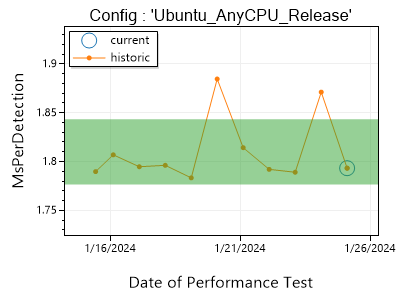 Config : 'Ubuntu_AnyCPU_Release'
current
historic
MsPerDetection
1.9
1.85
1.8
1.75
1/16/2024
1/21/2024
1/26/2024
Date of Performance Test